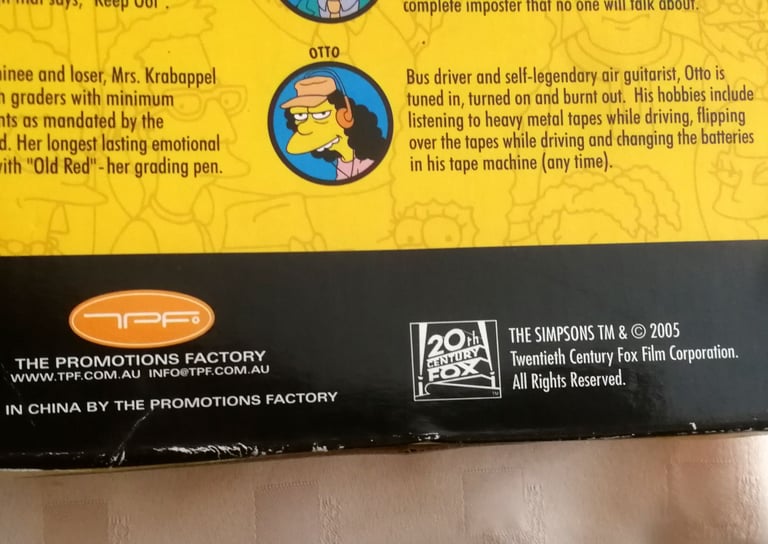 "Keep Out".
complete imposter that no one will talk about.
OTTO
inee and loser, Mrs. Krabappel
h graders with minimum
nts as mandated by the
d. Her longest lasting emotional
ith "Old Red"- her grading pen.
Bus driver and self-legendary air guitarist, Otto is
tuned in, turned on and burnt out. His hobbies include
listening to heavy metal tapes while driving, flipping
over the tapes while driving and changing the batteries
in his tape machine (any time).
TPF
THE PROMOTIONS FACTORY
WWW.TPF.COM.AU INFO@TPF.COM.AU
IN CHINA BY THE PROMOTIONS FACTORY
20th
CENTURY
FOX
TM
THE SIMPSONS TM & © 2005
Twentieth Century Fox Film Corporation.
All Rights Reserved.